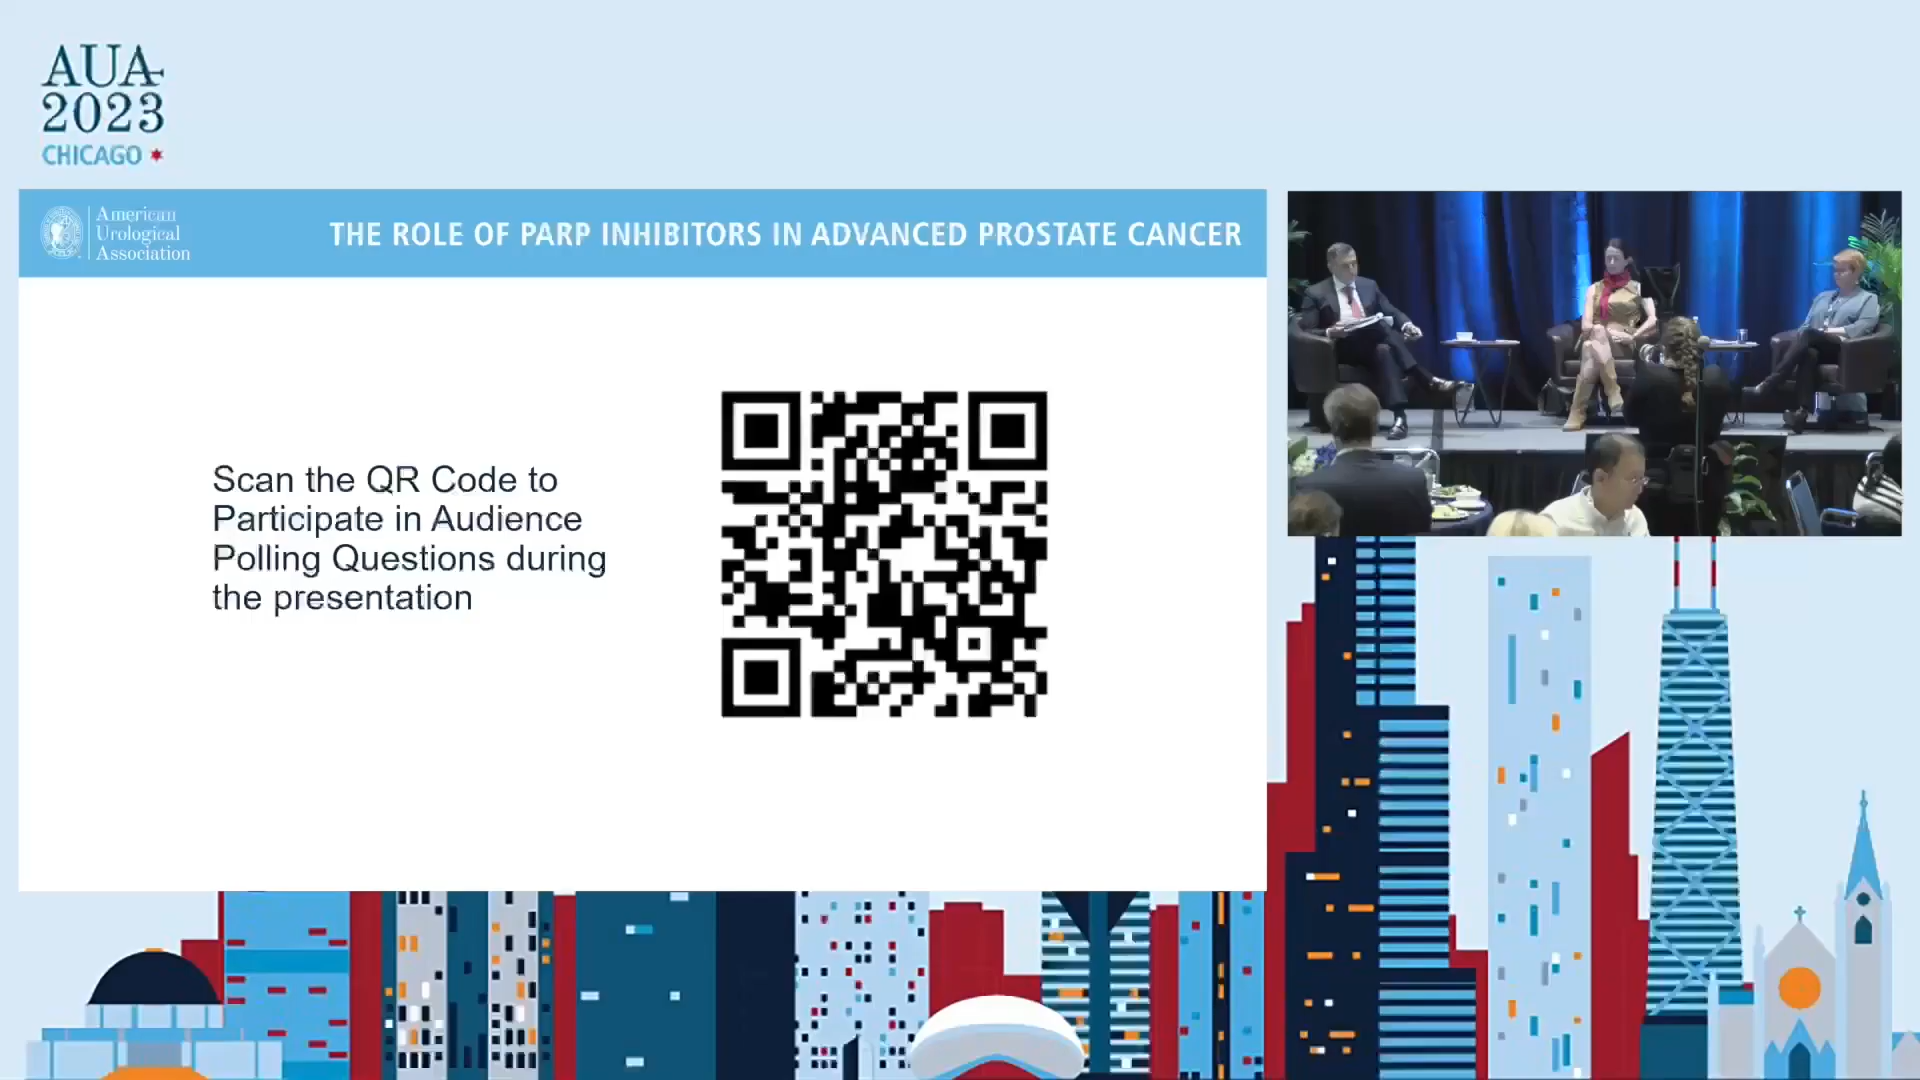 AUA
2023
CHICAGO
American
Urological
Association
THE ROLE OF PARP INHIBITORS IN ADVANCED PROSTATE CANCER
Scan the QR Code to
Participate in Audience
Polling Questions during
the presentation